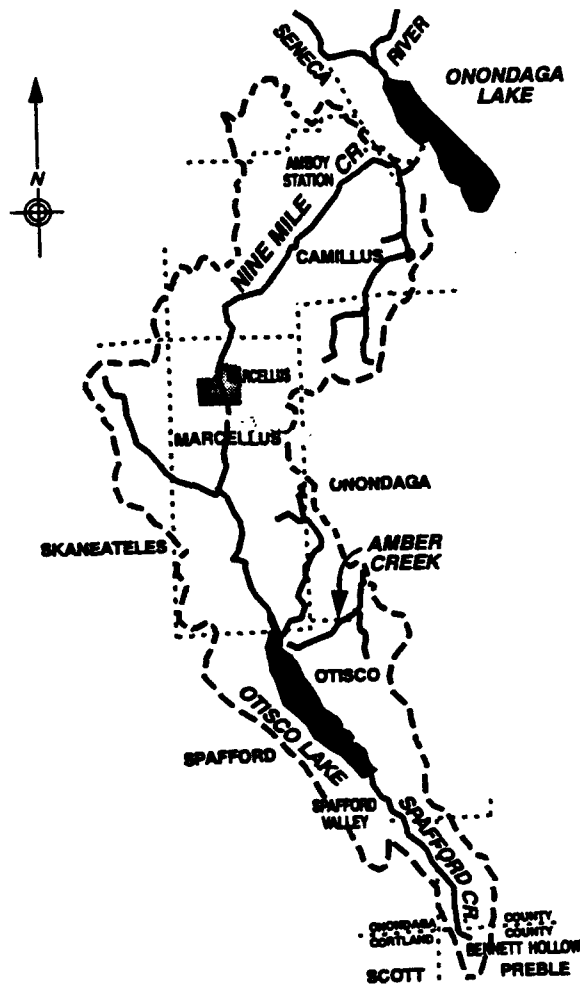 SENECA
RIVER
ONONDAGA
LAKE
N
AMBOY
STATION
NINE MILE CR.
CAMILLUS
MARCELLUS
ONONDAGA
SKANEATELES
AMBER
CREEK
OTISCO
OTISCO LAKE
SPAFFORD
SPAFFORD
VALLEY
SPAFFORD CR.
ONONDAGA COUNTY
CORTLAND COUNTY
BENNETT HOLLOW
SCOTT
PREBLE